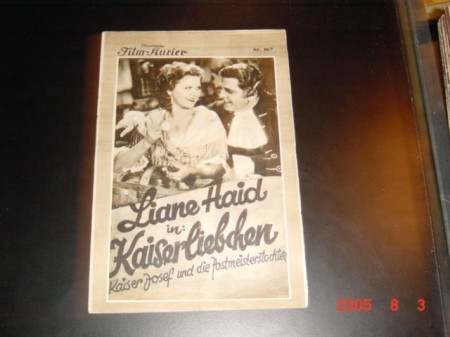 Film-Kurier
Liane Haid
in:
Kaiserliebchen
Kaiser Josef und die Postmeisterstochter
2005 8 3